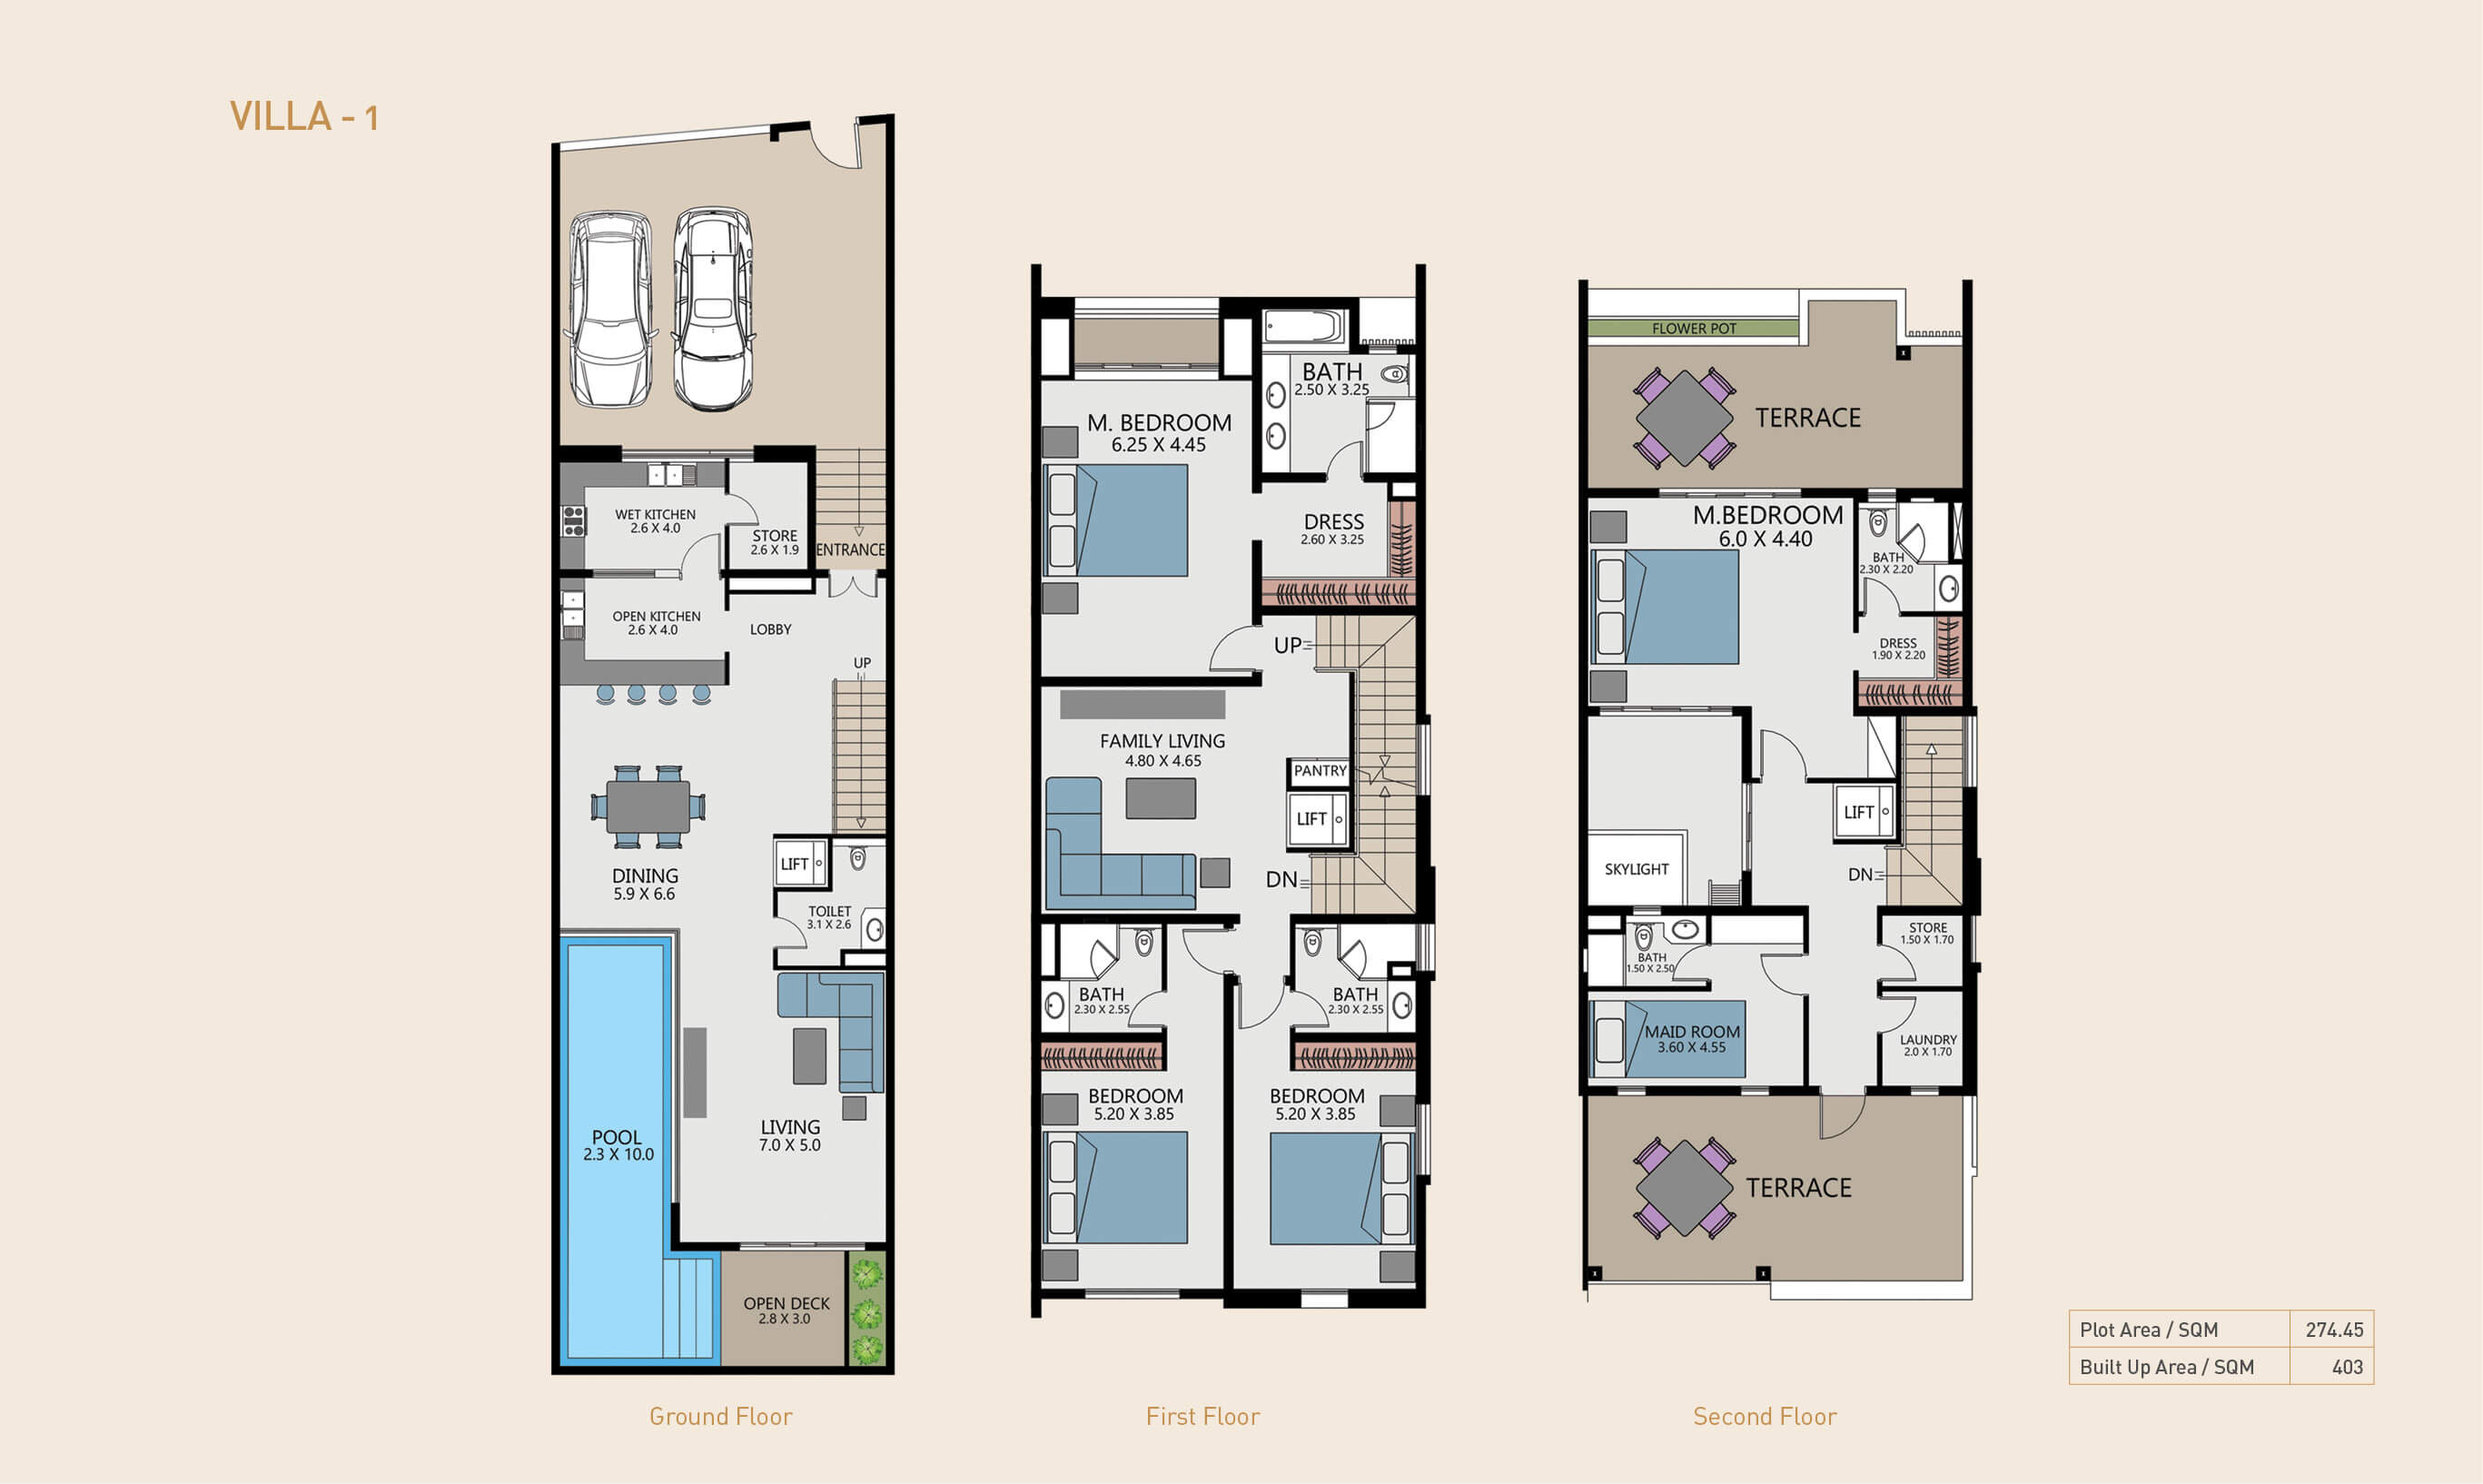 VILLA - 1
WET KITCHEN
2.6 X 4.0
STORE
2.6 X 1.9
ENTRANCE
OPEN KITCHEN
2.6 X 4.0
LOBBY
UP
DINING
5.9 X 6.6
LIFT
TOILET
3.1 X 2.6
POOL
2.3 X 10.0
LIVING
7.0 X 5.0
OPEN DECK
2.8 X 3.0
Ground Floor
BATH
2.50 X 3.25
M. BEDROOM
6.25 X 4.45
DRESS
2.60 X 3.25
UP
FAMILY LIVING
4.80 X 4.65
PANTRY
LIFT
DN
BATH
2.30 X 2.55
BATH
2.30 X 2.55
BEDROOM
5.20 X 3.85
BEDROOM
5.20 X 3.85
First Floor
FLOWER POT
TERRACE
M.BEDROOM
6.0 X 4.40
BATH
2.30 X 2.20
DRESS
1.90 X 2.20
LIFT
SKYLIGHT
DN
STORE
1.50 X 1.70
BATH
1.50 X 2.50
MAID ROOM
3.60 X 4.55
LAUNDRY
2.0 X 1.70
TERRACE
Second Floor
Plot Area / SQM 274.45
Built Up Area / SQM 403